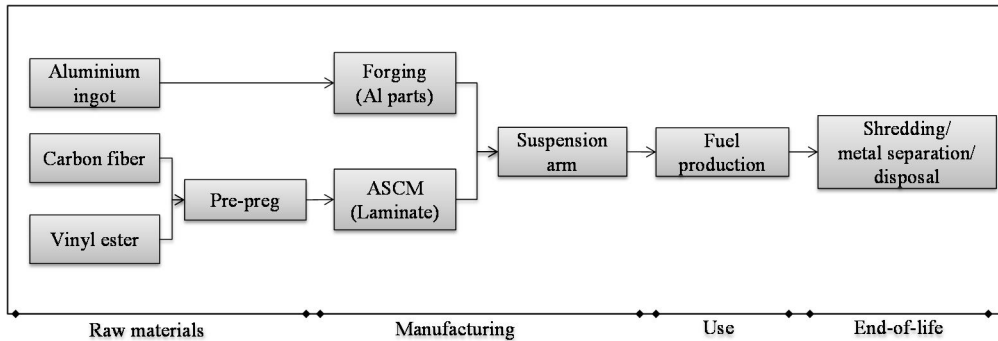 Aluminium
ingot
Forging
(Al parts)
Carbon fiber
Vinyl ester
Pre-preg
ASCM
(Laminate)
Suspension
arm
Fuel
production
Shredding/
metal separation/
disposal
Raw materials
Manufacturing
Use
End-of-life